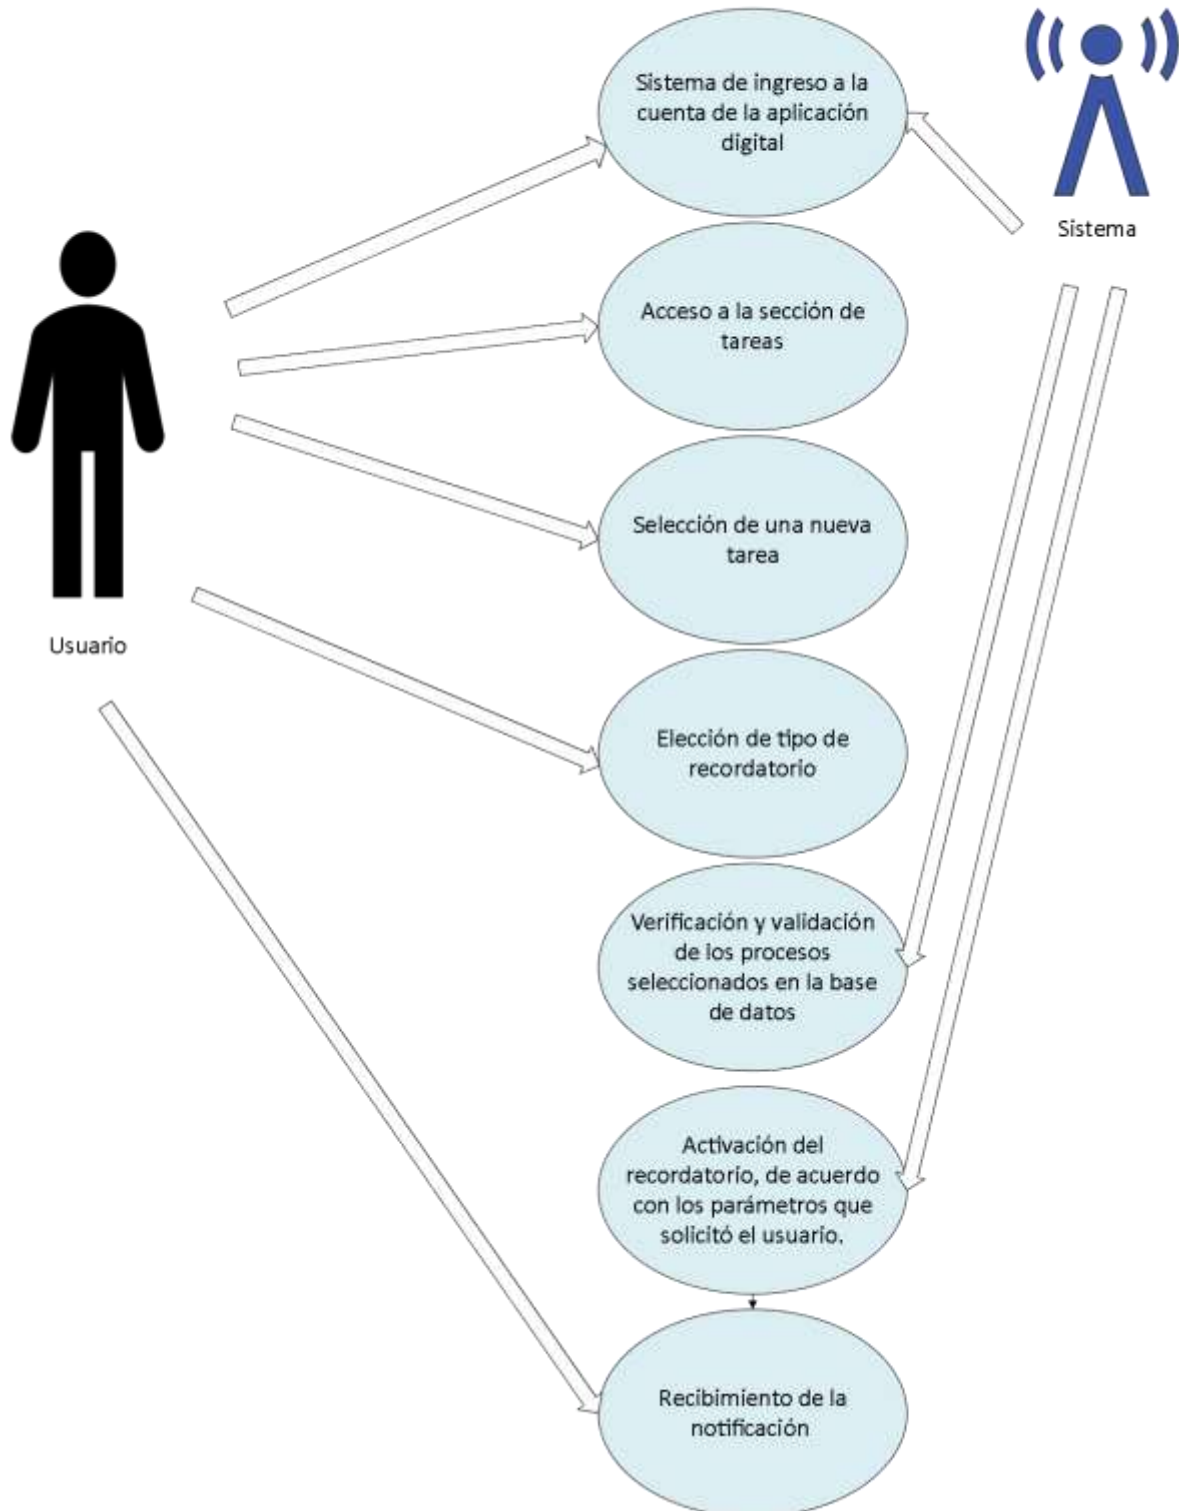 Sistema de ingreso a la
cuenta de la aplicación
digital
Sistema
Acceso a la sección de
tareas
Selección de una nueva
tarea
Usuario
Elección de tipo de
recordatorio
Verificación y validación
de los procesos
seleccionados en la base
de datos
Activación del
recordatorio, de acuerdo
con los parámetros que
solicitó el usuario.
Recibimiento de la
notificación